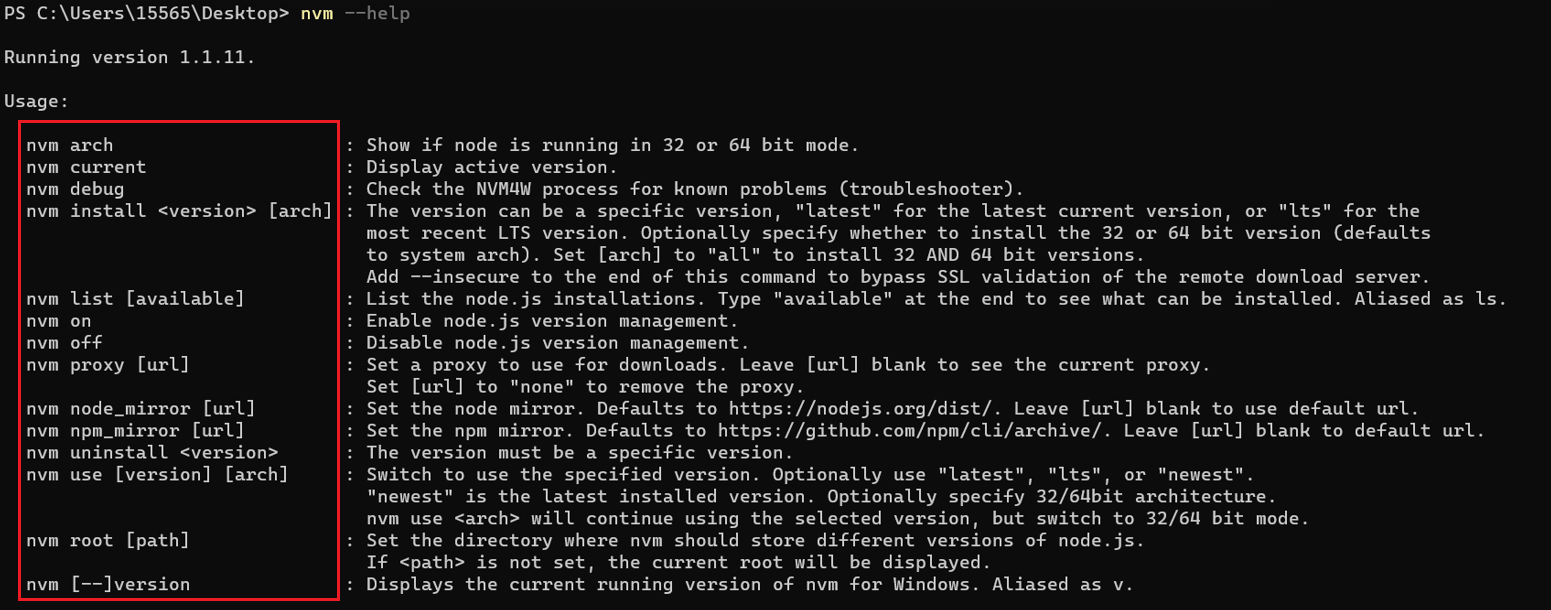 PS C:\Users\15565\Desktop> nvm --help
Running version 1.1.11.
Usage:
nvm arch : Show if node is running in 32 or 64 bit mode.
nvm current : Display active version.
nvm debug : Check the NVM4W process for known problems (troubleshooter).
nvm install <version> [arch] : The version can be a specific version, "latest" for the latest current version, or "lts" for the
most recent LTS version. Optionally specify whether to install the 32 or 64 bit version (defaults
to system arch). Set [arch] to "all" to install 32 AND 64 bit versions.
Add --insecure to the end of this command to bypass SSL validation of the remote download server.
nvm list [available] : List the node.js installations. Type "available" at the end to see what can be installed. Aliased as ls.
nvm on : Enable node.js version management.
nvm off : Disable node.js version management.
nvm proxy [url] : Set a proxy to use for downloads. Leave [url] blank to see the current proxy.
Set [url] to "none" to remove the proxy.
nvm node_mirror [url] : Set the node mirror. Defaults to https://nodejs.org/dist/. Leave [url] blank to use default url.
nvm npm_mirror [url] : Set the npm mirror. Defaults to https://github.com/npm/cli/archive/. Leave [url] blank to default url.
nvm uninstall <version> : The version must be a specific version.
nvm use [version] [arch] : Switch to use the specified version. Optionally use "latest", "lts", or "newest".
"newest" is the latest installed version. Optionally specify 32/64bit architecture.
nvm use <arch> will continue using the selected version, but switch to 32/64 bit mode.
nvm root [path] : Set the directory where nvm should store different versions of node.js.
If <path> is not set, the current root will be displayed.
nvm [--]version : Displays the current running version of nvm for Windows. Aliased as v.